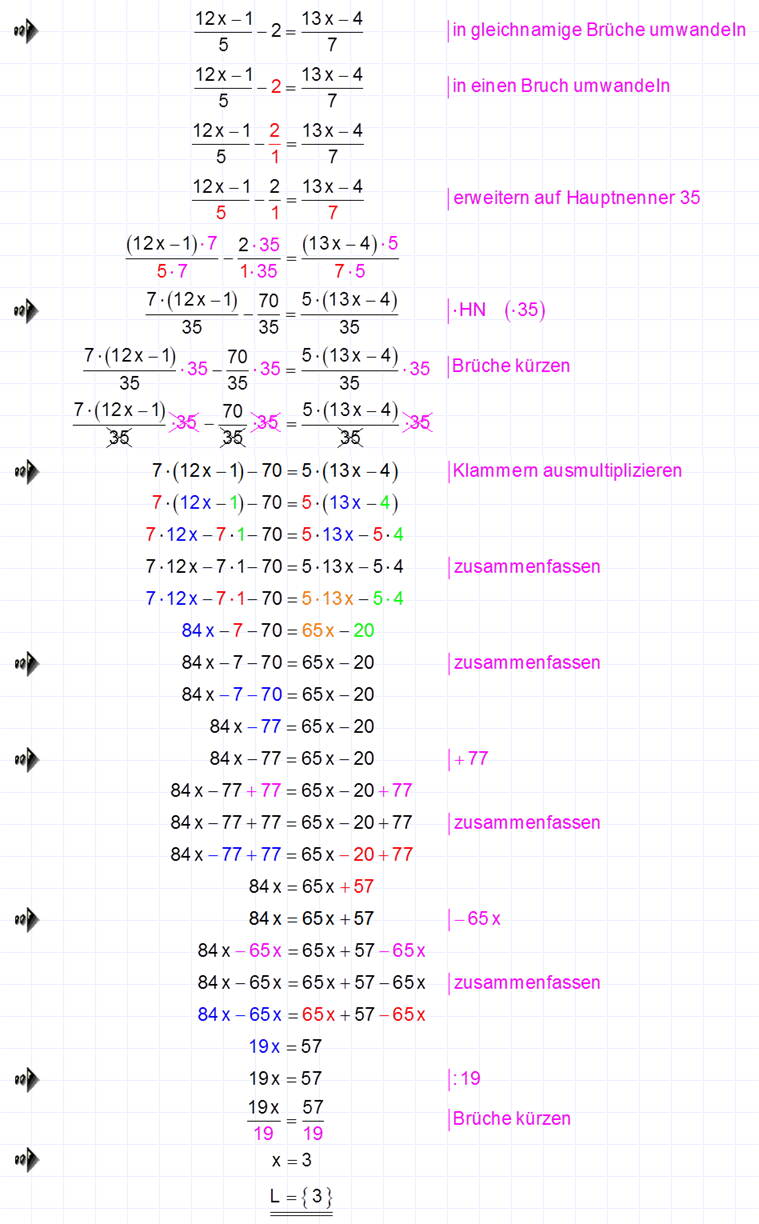 (12x−1)/5 − 2 = (13x−4)/7 |in gleichnamige Brüche umwandeln
(12x−1)/5 − 2 = (13x−4)/7 |in einen Bruch umwandeln
(12x−1)/5 − 2/1 = (13x−4)/7
(12x−1)/5 − 2/1 = (13x−4)/7 |erweitern auf Hauptnenner 35
((12x−1)·7)/(5·7) − (2·35)/(1·35) = ((13x−4)·5)/(7·5)
(7·(12x−1))/35 − 70/35 = (5·(13x−4))/35 |·HN (·35)
(7·(12x−1))/35 ·35 − 70/35 ·35 = (5·(13x−4))/35 ·35 |Brüche kürzen
(7·(12x−1))/35 ·35 − 70/35 ·35 = (5·(13x−4))/35 ·35
7·(12x−1)−70 = 5·(13x−4) |Klammern ausmultiplizieren
7·(12x−1)−70 = 5·(13x−4)
7·12x−7·1−70 = 5·13x−5·4
7·12x−7·1−70 = 5·13x−5·4 |zusammenfassen
7·12x−7·1−70 = 5·13x−5·4
84x−7−70 = 65x−20
84x−7−70 = 65x−20 |zusammenfassen
84x−7−70 = 65x−20
84x−77 = 65x−20
84x−77 = 65x−20 |+77
84x−77+77 = 65x−20+77
84x−77+77 = 65x−20+77 |zusammenfassen
84x−77+77 = 65x−20+77
84x = 65x+57
84x = 65x+57 |−65x
84x−65x = 65x+57−65x
84x−65x = 65x+57−65x |zusammenfassen
84x−65x = 65x+57−65x
19x = 57
19x = 57 |:19
19x/19 = 57/19 |Brüche kürzen
x = 3
L = {3}